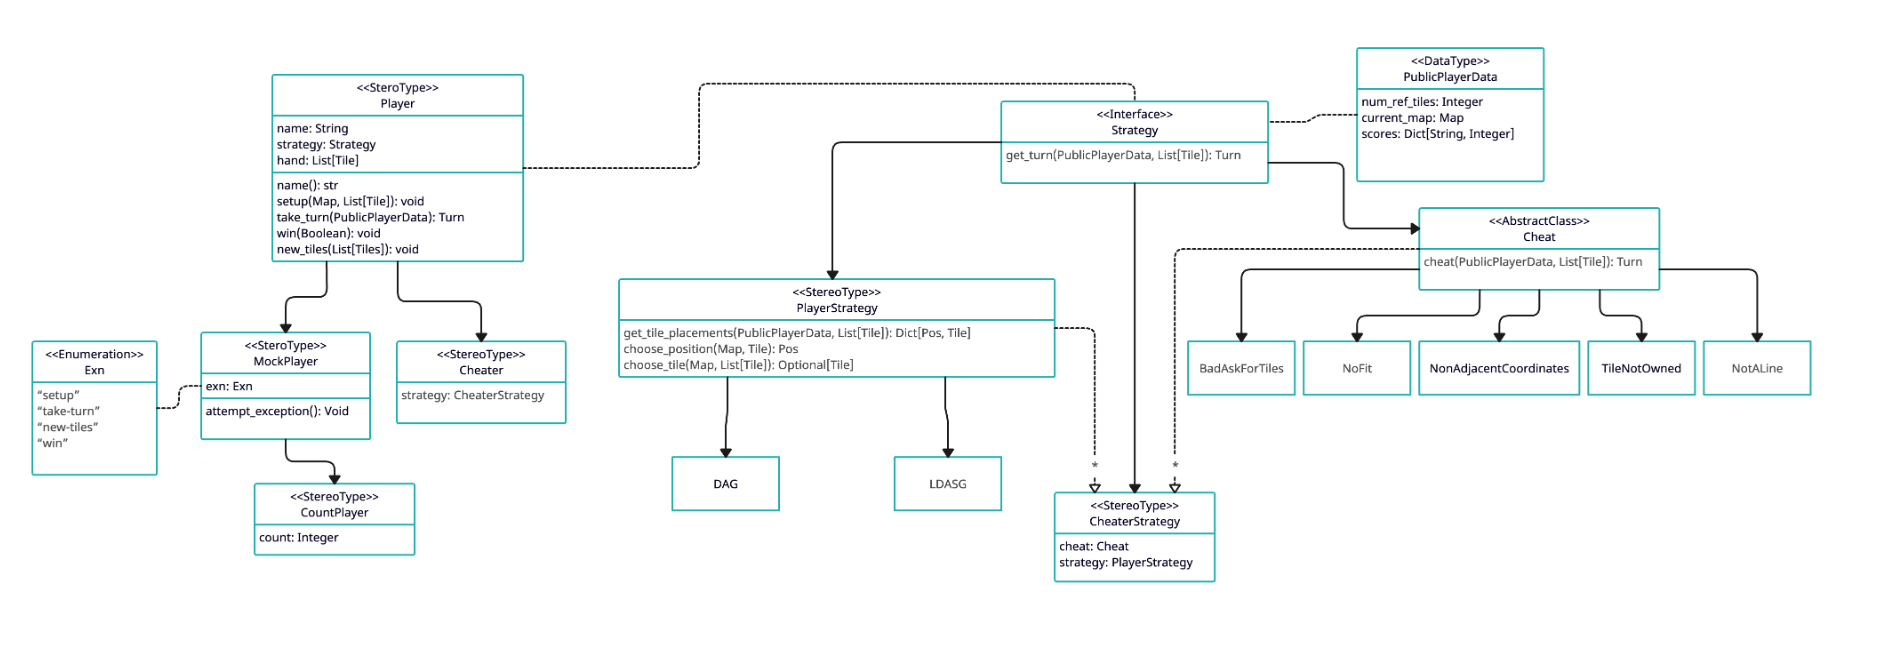 <<SteroType>>
Player
name: String
strategy: Strategy
hand: List[Tile]
name(): str
setup(Map, List[Tile]): void
take_turn(PublicPlayerData): Turn
win(Boolean): void
new_tiles(List[Tiles]): void
<<Interface>>
Strategy
get_turn(PublicPlayerData, List[Tile]): Turn
<<DataType>>
PublicPlayerData
num_ref_tiles: Integer
current_map: Map
scores: Dict[String, Integer]
<<AbstractClass>>
Cheat
cheat(PublicPlayerData, List[Tile]): Turn
<<StereoType>>
PlayerStrategy
get_tile_placements(PublicPlayerData, List[Tile]): Dict[Pos, Tile]
choose_position(Map, Tile): Pos
choose_tile(Map, List[Tile]): Optional[Tile]
<<Enumeration>>
Exn
“setup”
“take-turn”
“new-tiles”
“win”
<<SteroType>>
MockPlayer
exn: Exn
attempt_exception(): Void
<<StereoType>>
Cheater
strategy: CheaterStrategy
BadAskForTiles
NoFit
NonAdjacentCoordinates
TileNotOwned
NotALine
<<StereoType>>
CountPlayer
count: Integer
DAG
LDASG
*
*
<<StereoType>>
CheaterStrategy
cheat: Cheat
strategy: PlayerStrategy